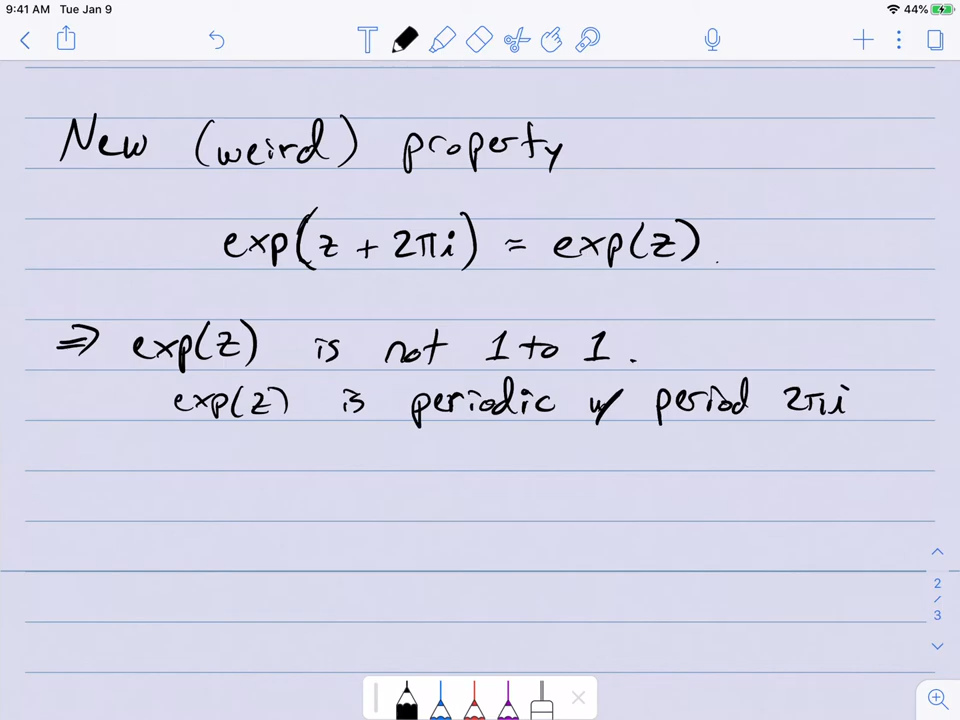 9:41 AM Tue Jan 9 44%
T
New (weird) property
exp(z + 2πi) = exp(z).
⇒ exp(z) is not 1 to 1.
exp(z) is periodic w/ period 2πi
2
/
3